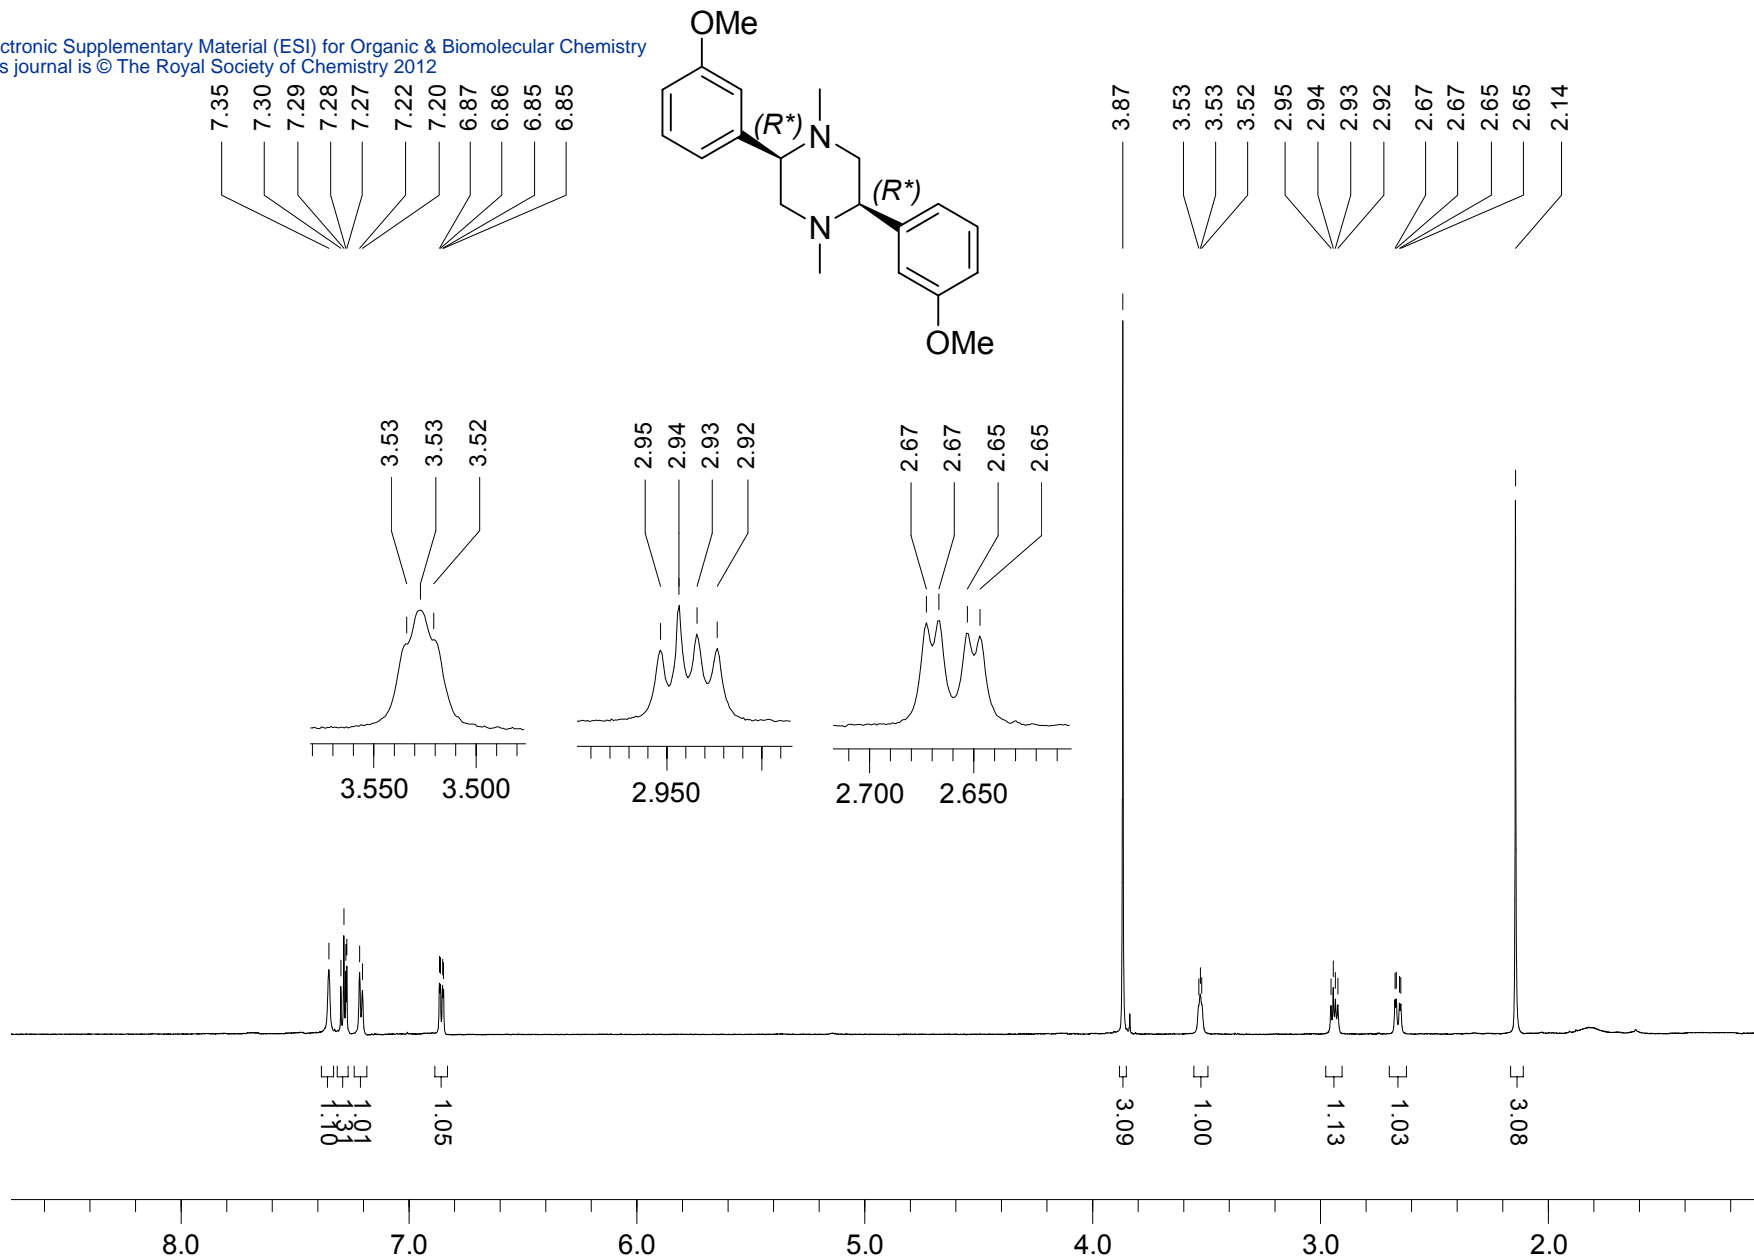 OMe
ctronic Supplementary Material (ESI) for Organic & Biomolecular Chemistry
s journal is © The Royal Society of Chemistry 2012
7.35 7.30 7.29 7.28 7.27 7.22 7.20 6.87 6.86 6.85 6.85
3.87 3.53 3.53 3.52 2.95 2.94 2.93 2.92 2.67 2.67 2.65 2.65 2.14
(R*) N
(R*)
N
OMe
3.53 3.53 3.52 2.95 2.94 2.93 2.92 2.67 2.67 2.65 2.65
3.550 3.500 2.950 2.700 2.650
1.10 1.31 1.01 1.05 3.09 1.00 1.13 1.03 3.08
8.0 7.0 6.0 5.0 4.0 3.0 2.0